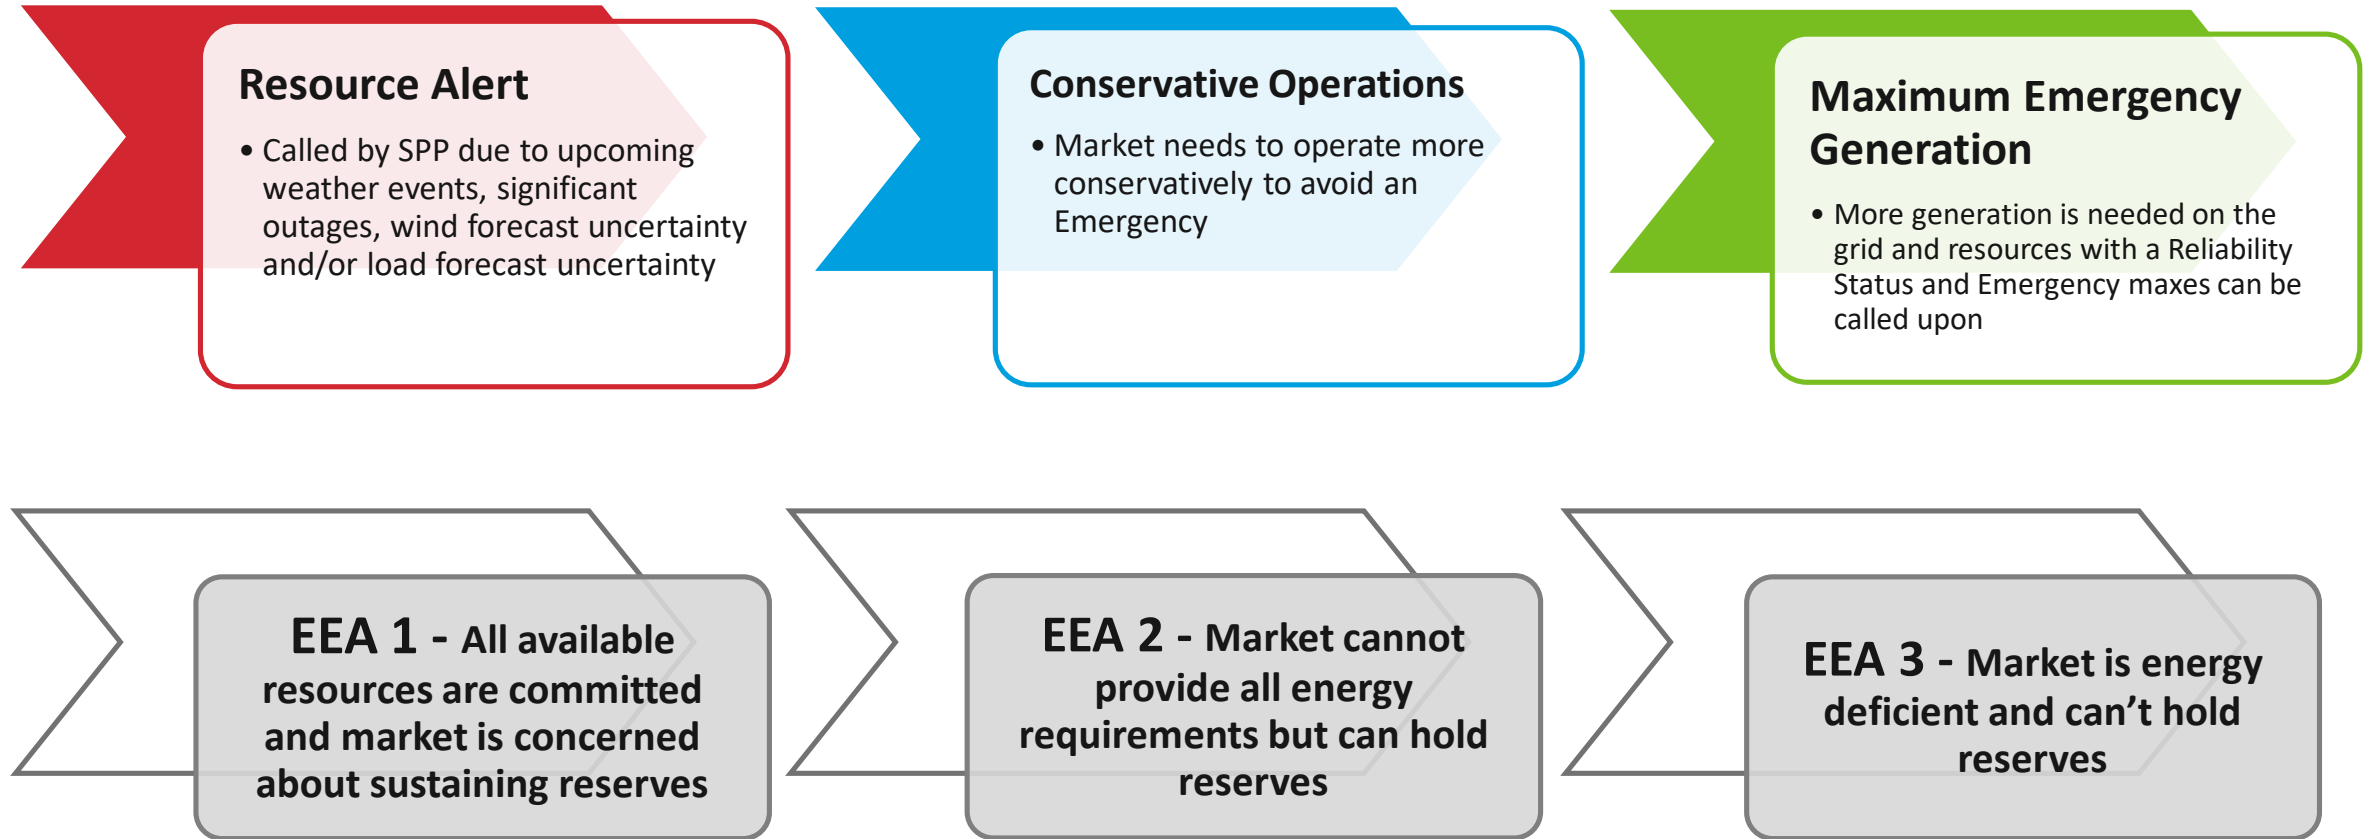 Resource Alert
• Called by SPP due to upcoming
weather events, significant
outages, wind forecast uncertainty
and/or load forecast uncertainty
Conservative Operations
• Market needs to operate more
conservatively to avoid an
Emergency
Maximum Emergency
Generation
• More generation is needed on the
grid and resources with a Reliability
Status and Emergency maxes can be
called upon
EEA 1 - All available
resources are committed
and market is concerned
about sustaining reserves
EEA 2 - Market cannot
provide all energy
requirements but can hold
reserves
EEA 3 - Market is energy
deficient and can’t hold
reserves